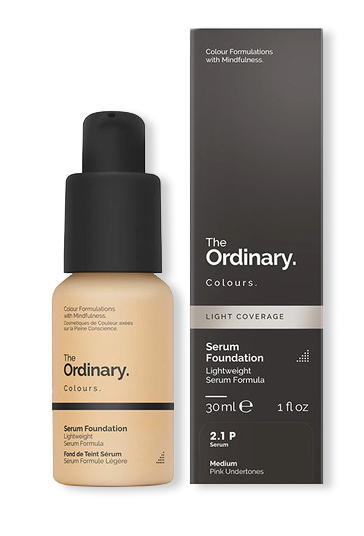 Colour Formulations
with Mindfulness.
The
Ordinary.
Colours.
LIGHT COVERAGE
Serum
Foundation
Lightweight
Serum Formula
30 ml e 1 fl oz
2.1 P
Serum
Medium
Pink Undertones
Colour Formulations
with Mindfulness.
Cosmétiques de Couleur axées
sur la Pleine Conscience.
The
Ordinary.
Colours.
Serum Foundation
Lightweight
Serum Formula
Fond de Teint Sérum
Sérum Formule Légère